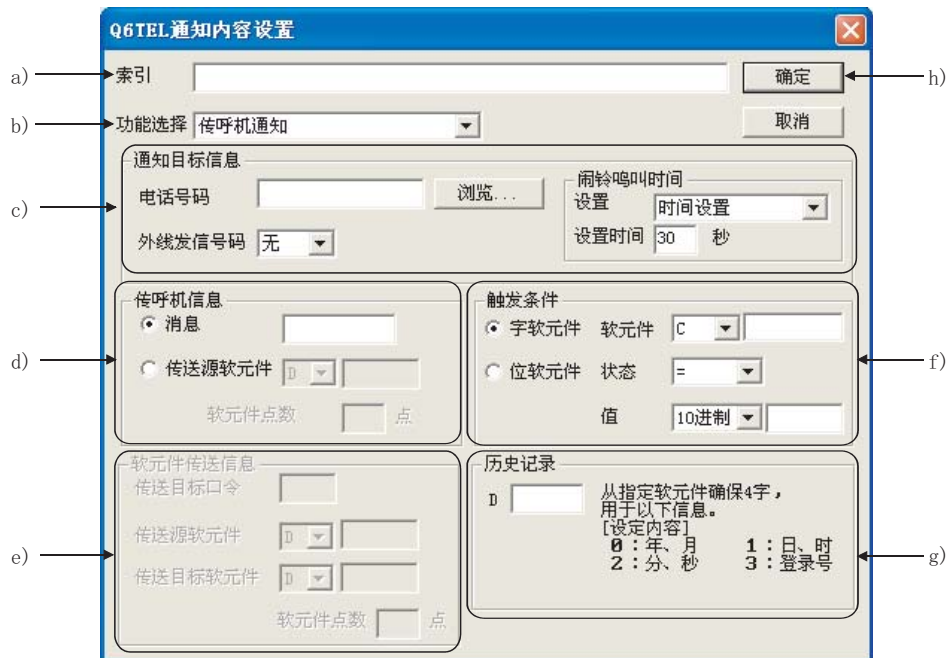 Q6TEL通知内容设置
a) 索引 确定 h)
b) 功能选择 传呼机通知 取消
通知目标信息
c) 电话号码 浏览... 闹铃鸣叫时间
设置 时间设置
外线发信号码 无 设置时间 30 秒
传呼机信息
消息
d) 传送源软元件 D
软元件点数 点
触发条件
字软元件 软元件 C
位软元件 状态 = f)
值 10进制
软元件传送信息
传送目标口令
传送源软元件 D
e) 传送目标软元件 D
软元件点数 点
历史记录
D 从指定软元件确保4字，
用于以下信息。
[设定内容]
0：年、月 1：日、时
2：分、秒 3：登录号 g)